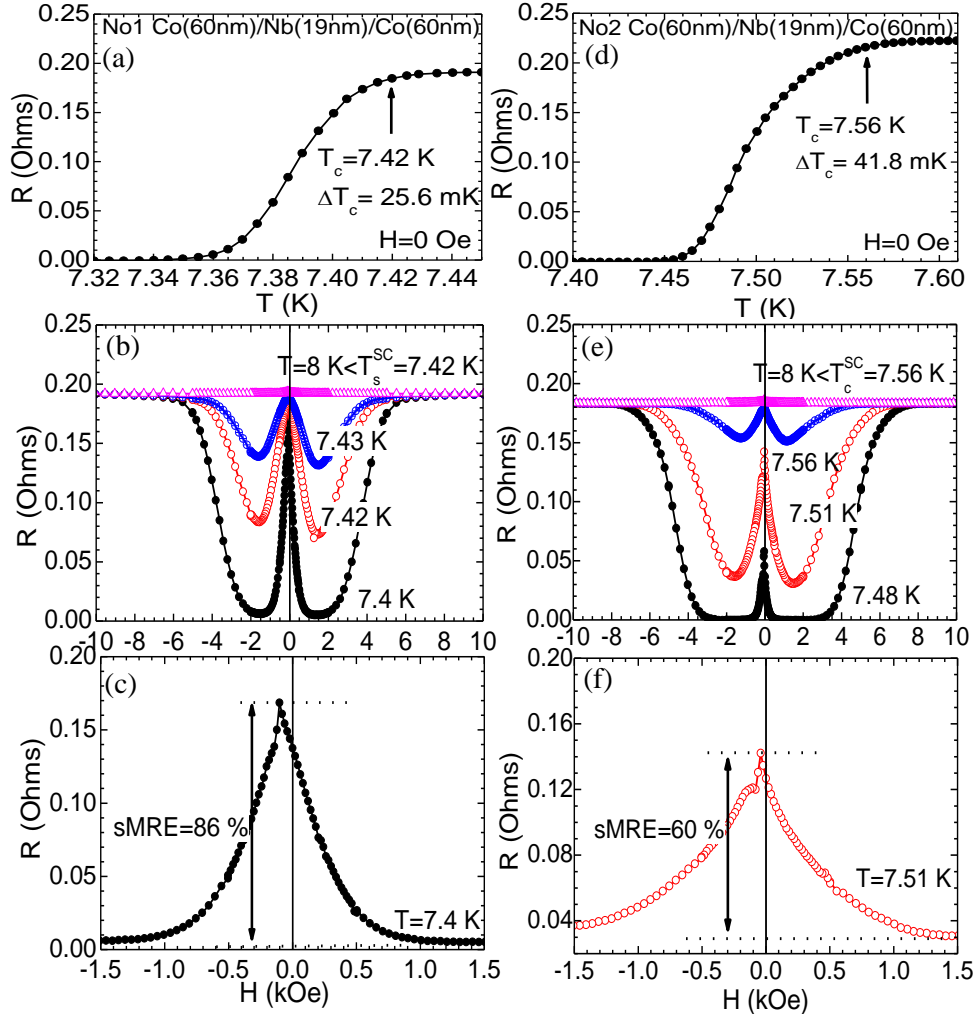 No1 Co(60nm)/Nb(19nm)/Co(60nm)
(a)
0.25
0.20
0.15
0.10
0.05
0.00
R (Ohms)
T_c=7.42 K
ΔT_c= 25.6 mK
H=0 Oe
7.32 7.34 7.36 7.38 7.40 7.42 7.44
T (K)
No2 Co(60nm)/Nb(19nm)/Co(60nm)
(d)
0.25
0.20
0.15
0.10
0.05
0.00
R (Ohms)
T_c=7.56 K
ΔT_c= 41.8 mK
H=0 Oe
7.40 7.45 7.50 7.55 7.60
T (K)
(b)
0.25
0.20
0.15
0.10
0.05
0.00
R (Ohms)
T=8 K<T_s^SC=7.42 K
7.43 K
7.42 K
7.4 K
-10 -8 -6 -4 -2 0 2 4 6 8 10
(e)
0.25
0.20
0.15
0.10
0.05
0.00
R (Ohms)
T=8 K<T_c^SC=7.56 K
7.56 K
7.51 K
7.48 K
-10 -8 -6 -4 -2 0 2 4 6 8 10
(c)
0.20
0.15
0.10
0.05
0.00
R (Ohms)
sMRE=86 %
T=7.4 K
-1.5 -1.0 -0.5 0.0 0.5 1.0 1.5
H (kOe)
(f)
0.20
0.16
0.12
0.08
0.04
R (Ohms)
sMRE=60 %
T=7.51 K
-1.5 -1.0 -0.5 0.0 0.5 1.0 1.5
H (kOe)